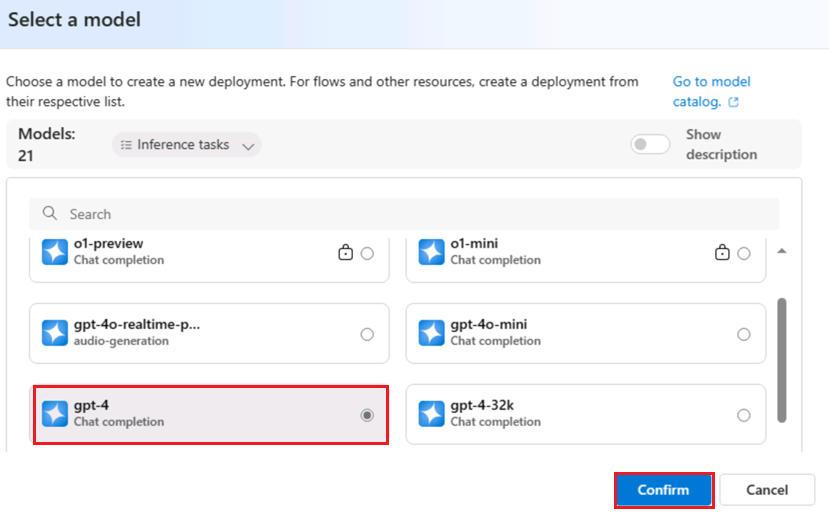 Select a model
Choose a model to create a new deployment. For flows and other resources, create a deployment from
their respective list.
Go to model
catalog.
Models:
21
Inference tasks
Show
description
Search
o1-preview
Chat completion
o1-mini
Chat completion
gpt-4o-realtime-p...
audio-generation
gpt-4o-mini
Chat completion
gpt-4
Chat completion
gpt-4-32k
Chat completion
Confirm
Cancel